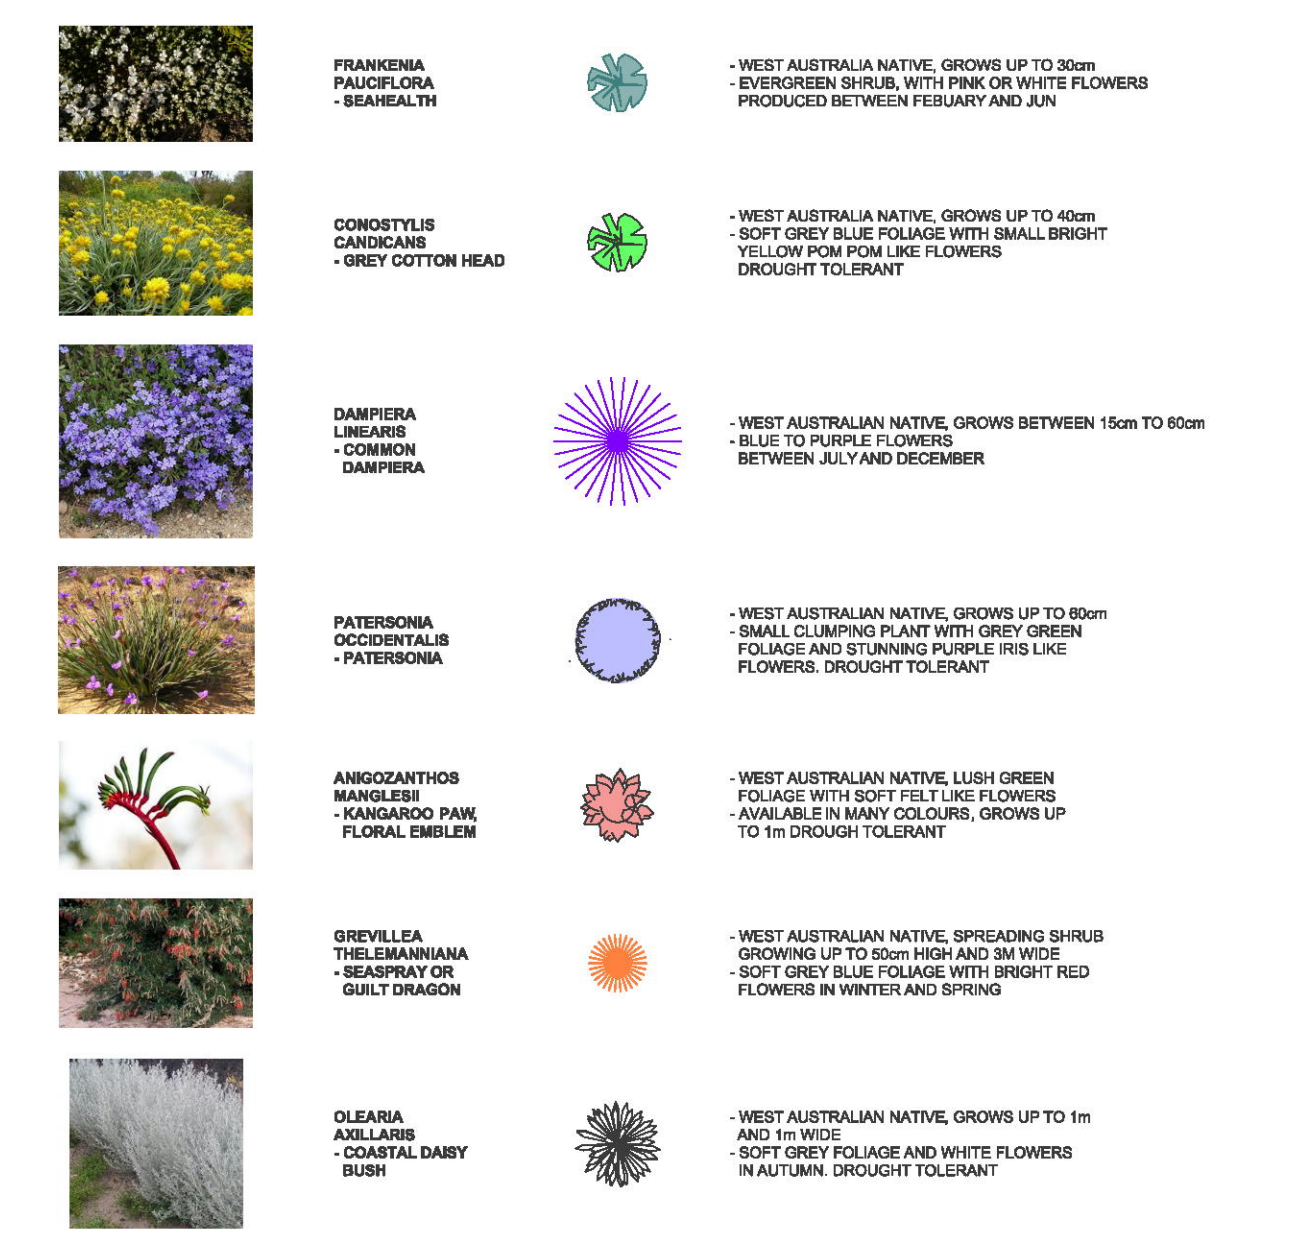 FRANKENIA
PAUCIFLORA
- SEAHEALTH
- WEST AUSTRALIA NATIVE, GROWS UP TO 30cm
- EVERGREEN SHRUB, WITH PINK OR WHITE FLOWERS
PRODUCED BETWEEN FEBUARY AND JUN
CONOSTYLIS
CANDICANS
- GREY COTTON HEAD
- WEST AUSTRALIA NATIVE, GROWS UP TO 40cm
- SOFT GREY BLUE FOLIAGE WITH SMALL BRIGHT
YELLOW POM POM LIKE FLOWERS
DROUGHT TOLERANT
DAMPIERA
LINEARIS
- COMMON
DAMPIERA
- WEST AUSTRALIAN NATIVE, GROWS BETWEEN 15cm TO 60cm
- BLUE TO PURPLE FLOWERS
BETWEEN JULY AND DECEMBER
PATERSONIA
OCCIDENTALIS
- PATERSONIA
- WEST AUSTRALIAN NATIVE, GROWS UP TO 60cm
- SMALL CLUMPING PLANT WITH GREY GREEN
FOLIAGE AND STUNNING PURPLE IRIS LIKE
FLOWERS. DROUGHT TOLERANT
ANIGOZANTHOS
MANGLESII
- KANGAROO PAW,
FLORAL EMBLEM
- WEST AUSTRALIAN NATIVE, LUSH GREEN
FOLIAGE WITH SOFT FELT LIKE FLOWERS
- AVAILABLE IN MANY COLOURS, GROWS UP
TO 1m DROUGH TOLERANT
GREVILLEA
THELEMANNIANA
- SEASPRAY OR
GUILT DRAGON
- WEST AUSTRALIAN NATIVE, SPREADING SHRUB
GROWING UP TO 50cm HIGH AND 3M WIDE
- SOFT GREY BLUE FOLIAGE WITH BRIGHT RED
FLOWERS IN WINTER AND SPRING
OLEARIA
AXILLARIS
- COASTAL DAISY
BUSH
- WEST AUSTRALIAN NATIVE, GROWS UP TO 1m
AND 1m WIDE
- SOFT GREY FOLIAGE AND WHITE FLOWERS
IN AUTUMN. DROUGHT TOLERANT